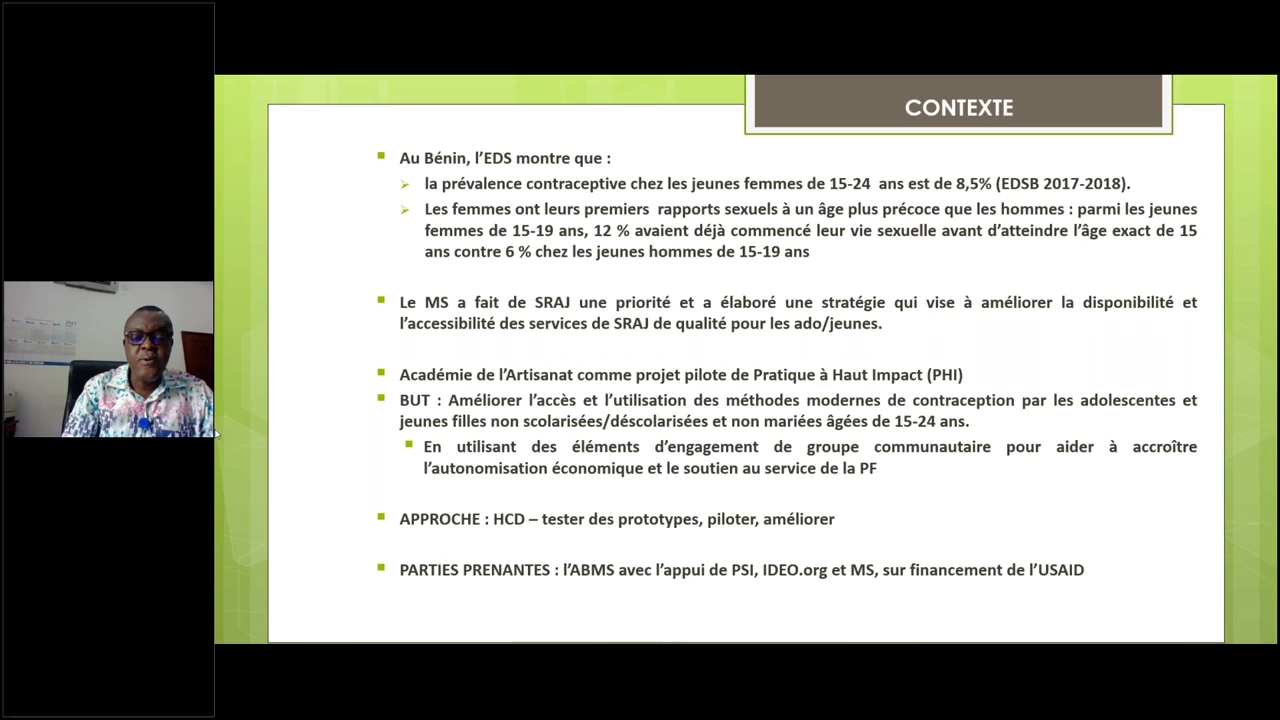 CONTEXTE
Au Bénin, l’EDS montre que :
la prévalence contraceptive chez les jeunes femmes de 15-24 ans est de 8,5% (EDSB 2017-2018).
Les femmes ont leurs premiers rapports sexuels à un âge plus précoce que les hommes : parmi les jeunes
femmes de 15-19 ans, 12 % avaient déjà commencé leur vie sexuelle avant d’atteindre l’âge exact de 15
ans contre 6 % chez les jeunes hommes de 15-19 ans
Le MS a fait de SRAJ une priorité et a élaboré une stratégie qui vise à améliorer la disponibilité et
l’accessibilité des services de SRAJ de qualité pour les ado/jeunes.
Académie de l’Artisanat comme projet pilote de Pratique à Haut Impact (PHI)
BUT : Améliorer l’accès et l’utilisation des méthodes modernes de contraception par les adolescentes et
jeunes filles non scolarisées/déscolarisées et non mariées âgées de 15-24 ans.
En utilisant des éléments d’engagement de groupe communautaire pour aider à accroître
l’autonomisation économique et le soutien au service de la PF
APPROCHE : HCD – tester des prototypes, piloter, améliorer
PARTIES PRENANTES : l’ABMS avec l’appui de PSI, IDEO.org et MS, sur financement de l’USAID